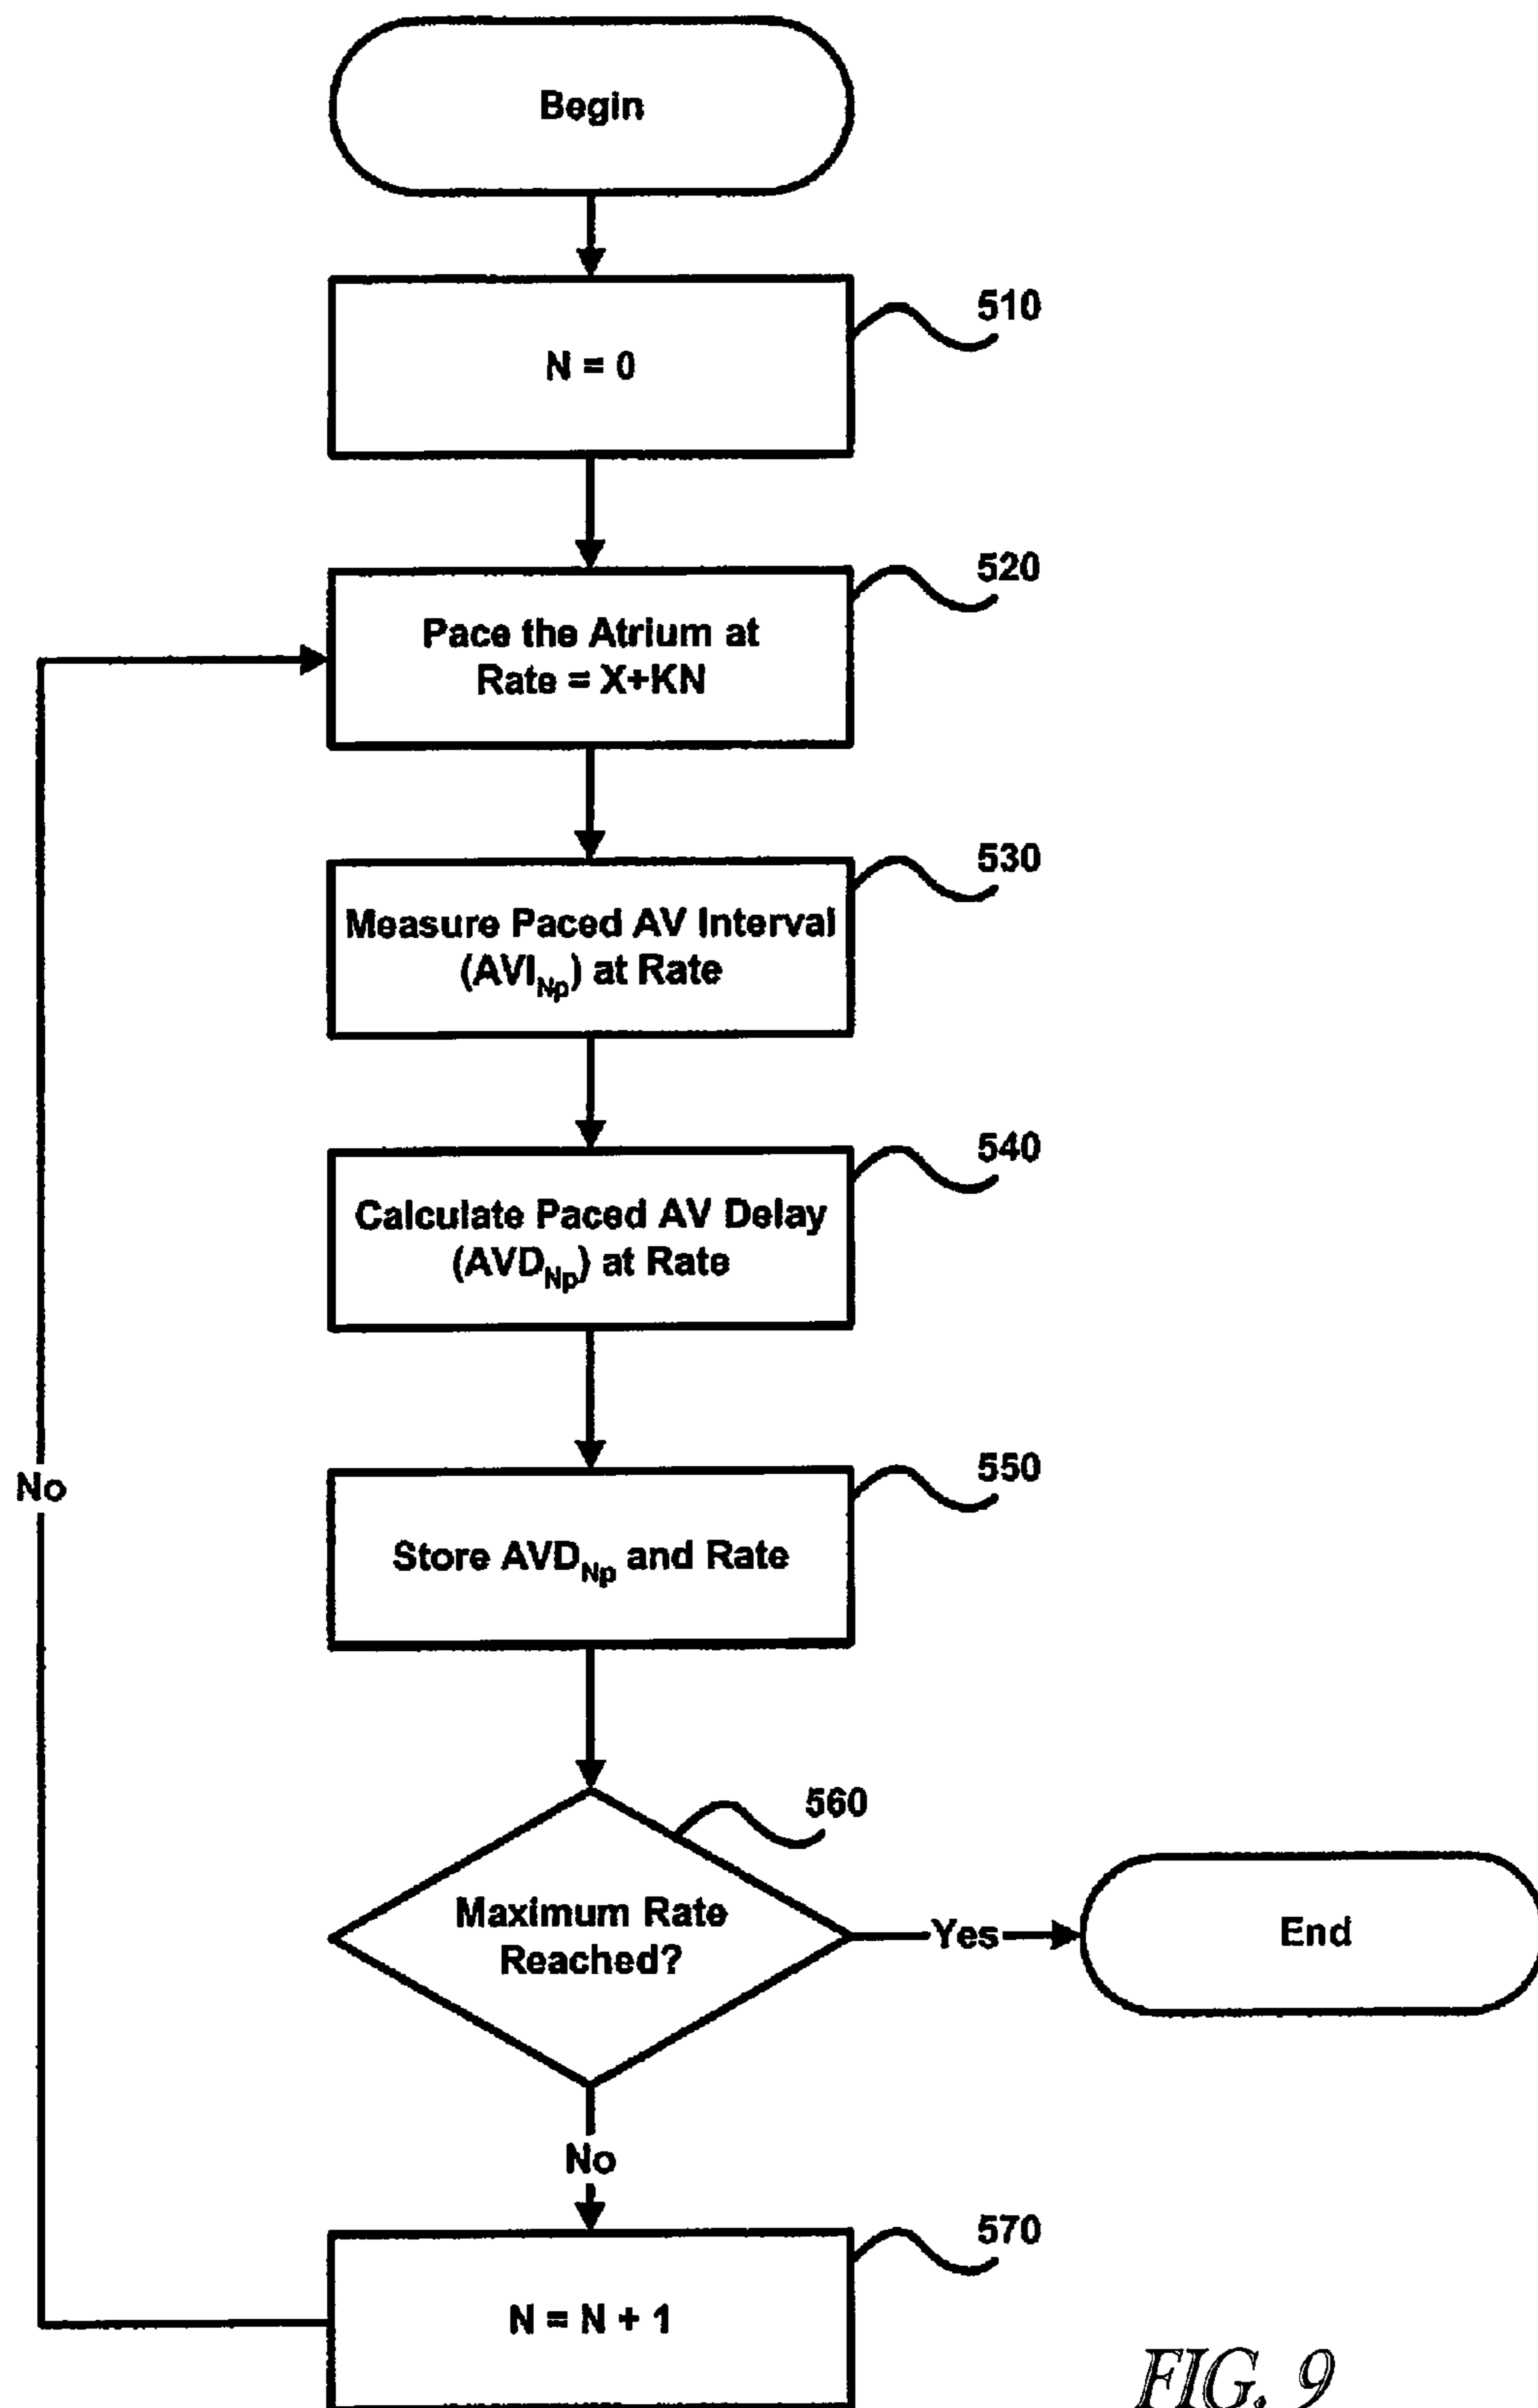 Begin
510
N = 0
520
Pace the Atrium at
Rate = X+KN
530
Measure Paced AV Interval
(AVI_Np) at Rate
540
Calculate Paced AV Delay
(AVD_Np) at Rate
550
Store AVD_Np and Rate
No
560
Maximum Rate
Reached?
Yes
End
No
570
N = N + 1
FIG. 9